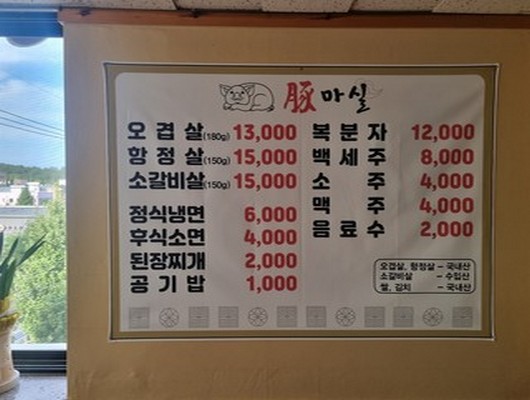 豚마실
오겹살(180g) 13,000
항정살(150g) 15,000
소갈비살(150g) 15,000
정식냉면 6,000
후식소면 4,000
된장찌개 2,000
공기밥 1,000
복분자 12,000
백세주 8,000
소주 4,000
맥주 4,000
음료수 2,000
오겹살, 항정살 - 국내산
소갈비살 - 수입산
쌀, 김치 - 국내산